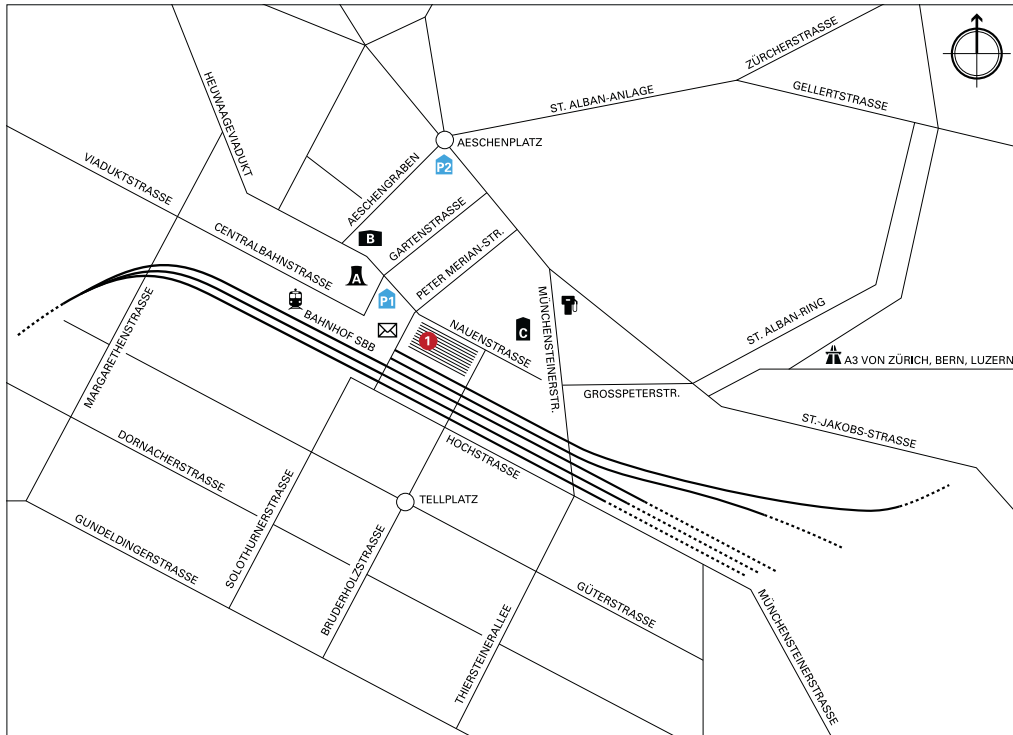 ZÜRCHERSTRASSE
HEUWAAGEVIADUKT
ST. ALBAN-ANLAGE
GELLERTSTRASSE
AESCHENPLATZ
P2
VIADUKTSTRASSE
AESCHENGRABEN
GARTENSTRASSE
B
CENTRALBAHNSTRASSE
PETER MERIAN-STR.
A
P1
MARGARETHENSTRASSE
BAHNHOF SBB
1
NAUENSTRASSE
C
MÜNCHENSTEINERSTR.
ST. ALBAN-RING
A3 VON ZÜRICH, BERN, LUZERN
GROSSPETERSTR.
ST.-JAKOBS-STRASSE
DORNACHERSTRASSE
HOCHSTRASSE
SOLOTHURNERSTRASSE
TELLPLATZ
GUNDELDINGERSTRASSE
BRUDERHOLZSTRASSE
GÜTERSTRASSE
THIERSTEINERALLEE
MÜNCHENSTEINERSTRASSE